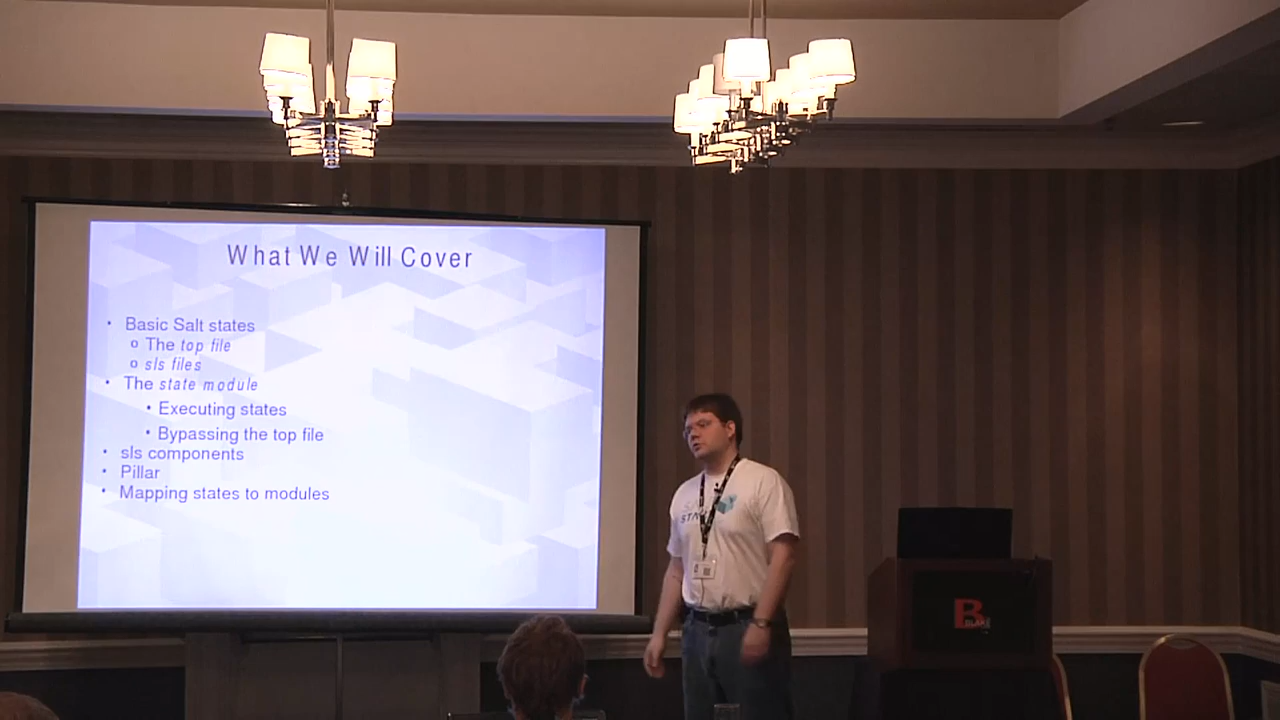 What We Will Cover
• Basic Salt states
o The top file
o sls files
• The state module
• Executing states
• Bypassing the top file
• sls components
• Pillar
• Mapping states to modules
B